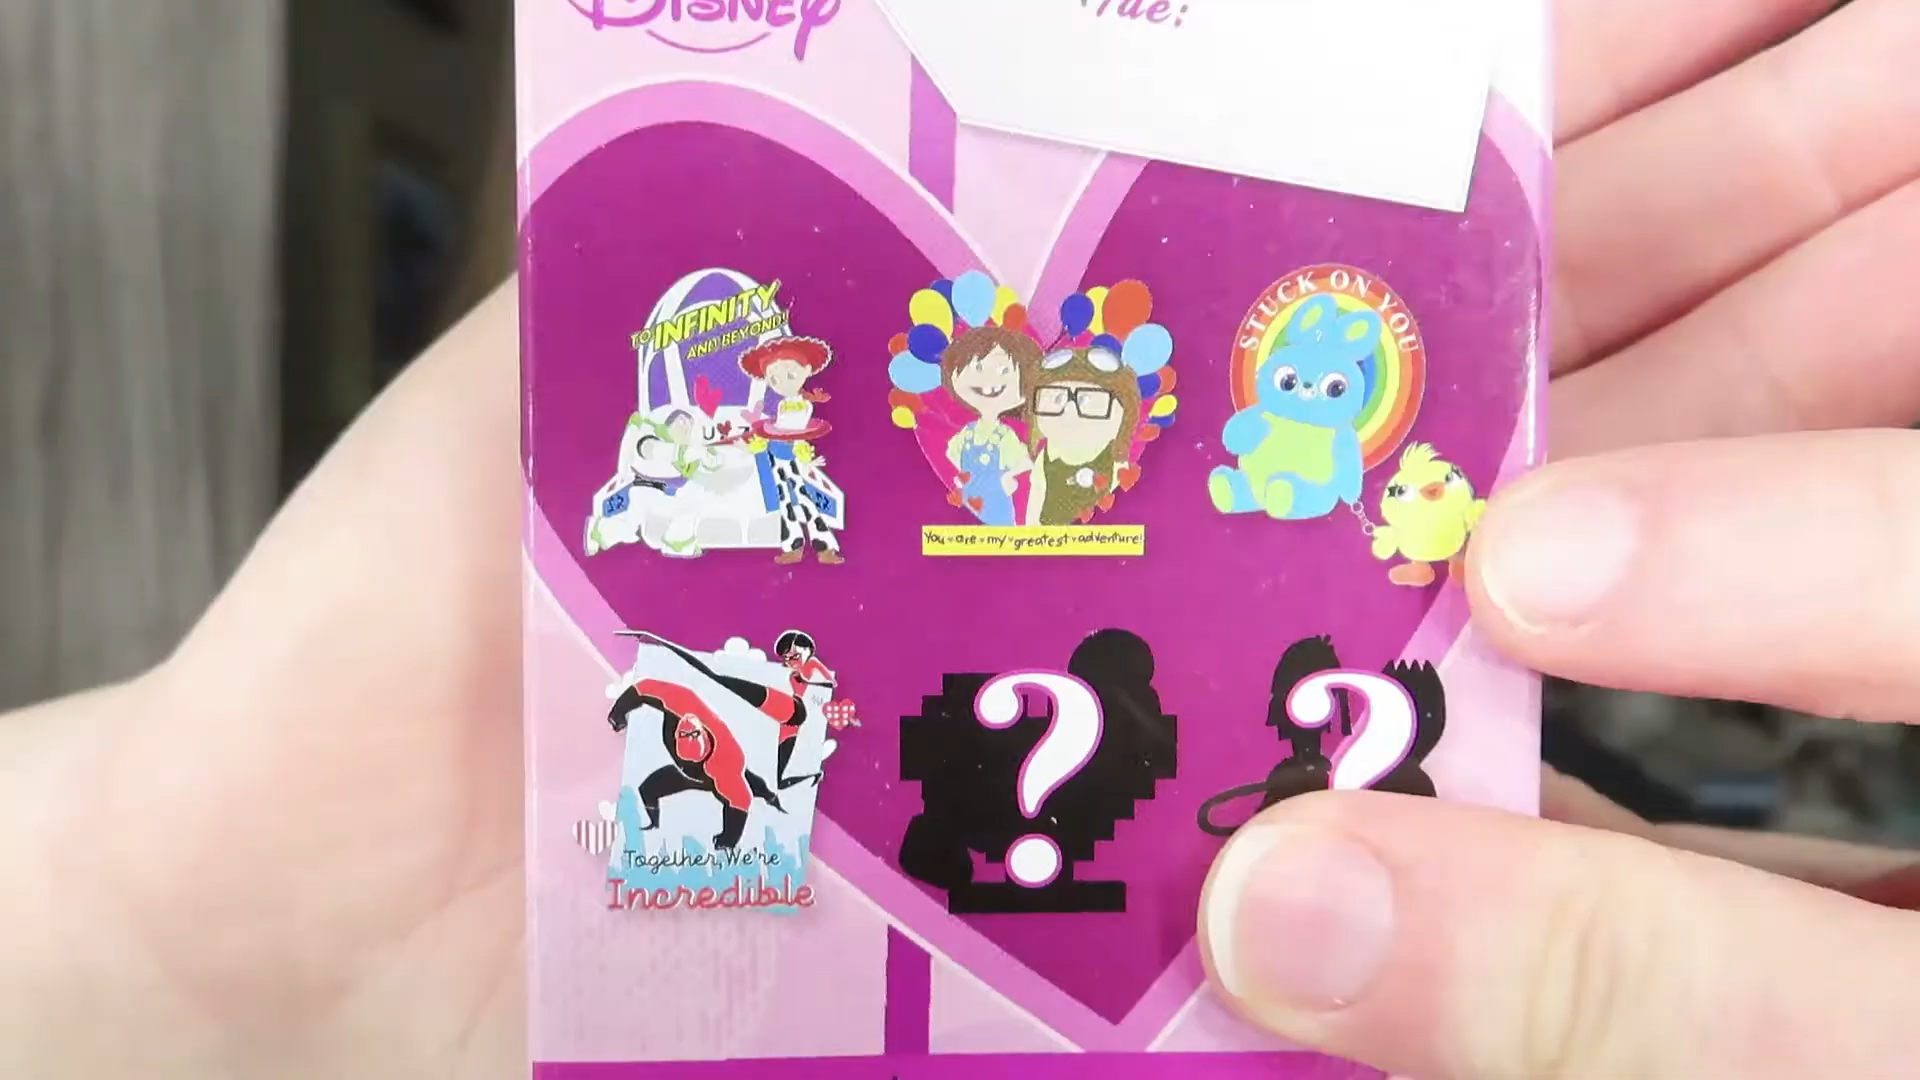 DISNEY
TO INFINITY
AND BEYOND!
STUCK ON YOU
You are my greatest adventure!
Together, We're
Incredible
?
?